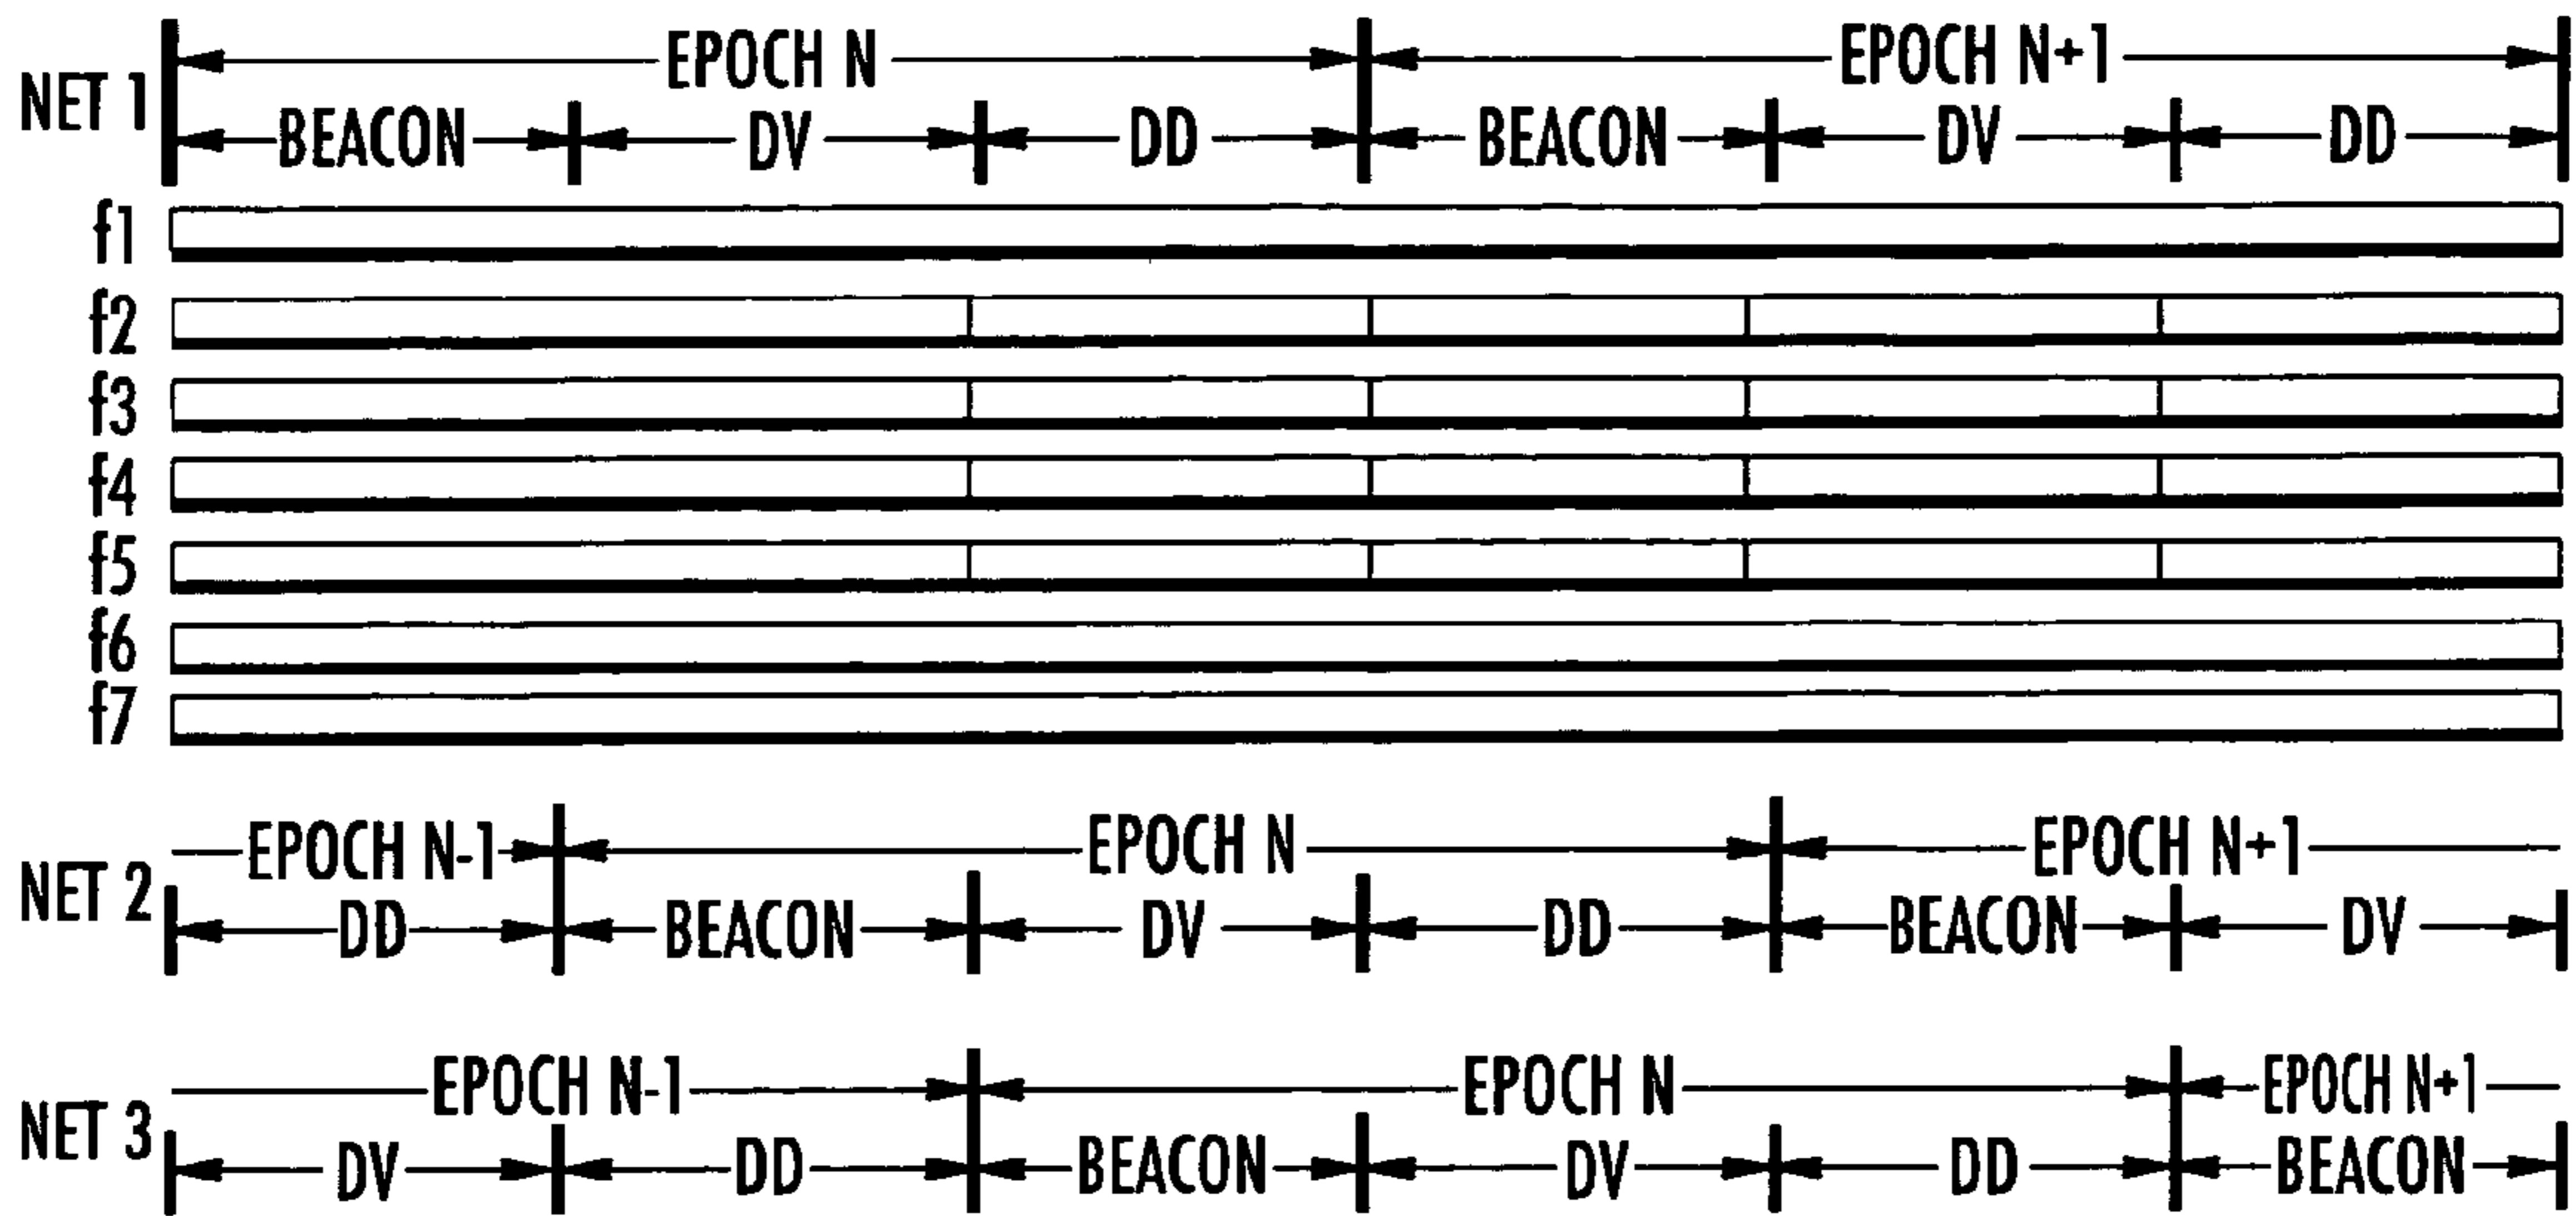 EPOCH N EPOCH N+1
NET 1
BEACON DV DD BEACON DV DD
f1
f2
f3
f4
f5
f6
f7
EPOCH N-1 EPOCH N EPOCH N+1
NET 2
DD BEACON DV DD BEACON DV
EPOCH N-1 EPOCH N EPOCH N+1
NET 3
DV DD BEACON DV DD BEACON